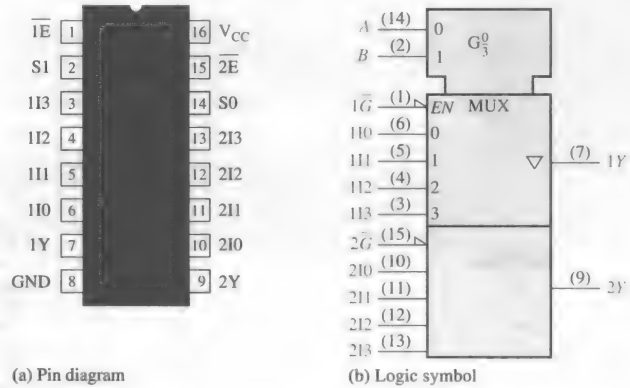 1E 1 16 VCC
S1 2 15 2E
1I3 3 14 S0
1I2 4 13 2I3
1I1 5 12 2I2
1I0 6 11 2I1
1Y 7 10 2I0
GND 8 9 2Y
(a) Pin diagram
A (14) 0 G 0/3
B (2) 1
1G (1) EN MUX
1I0 (6) 0
1I1 (5) 1 (7) 1Y
1I2 (4) 2
1I3 (3) 3
2G (15)
2I0 (10)
2I1 (11) (9) 2Y
2I2 (12)
2I3 (13)
(b) Logic symbol